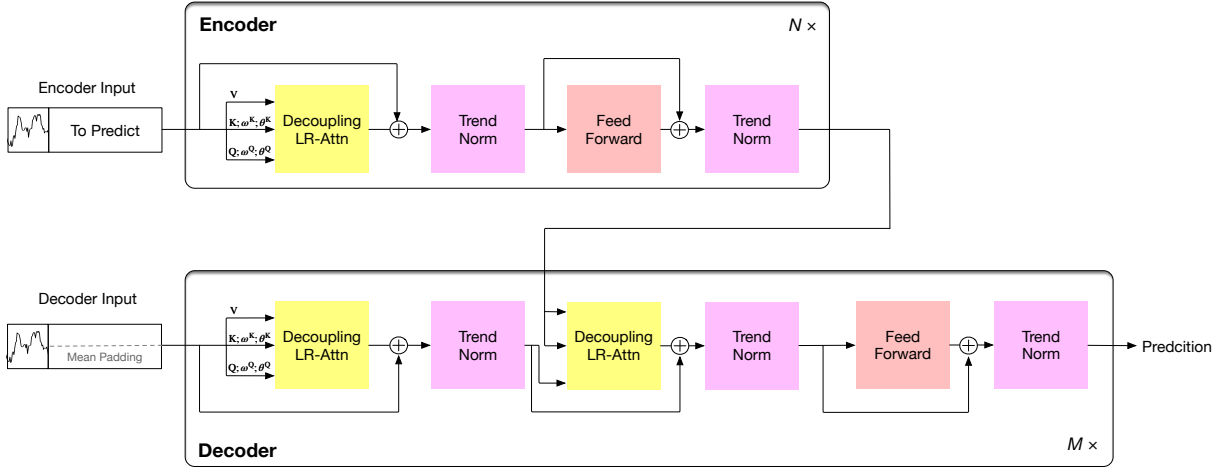 Encoder
N ×
Encoder Input
To Predict
V
K; ω^K; θ^K
Q; ω^Q; θ^Q
Decoupling
LR-Attn
Trend
Norm
Feed
Forward
Trend
Norm
Decoder Input
Mean Padding
V
K; ω^K; θ^K
Q; ω^Q; θ^Q
Decoupling
LR-Attn
Trend
Norm
Decoupling
LR-Attn
Trend
Norm
Feed
Forward
Trend
Norm
Predcition
Decoder
M ×